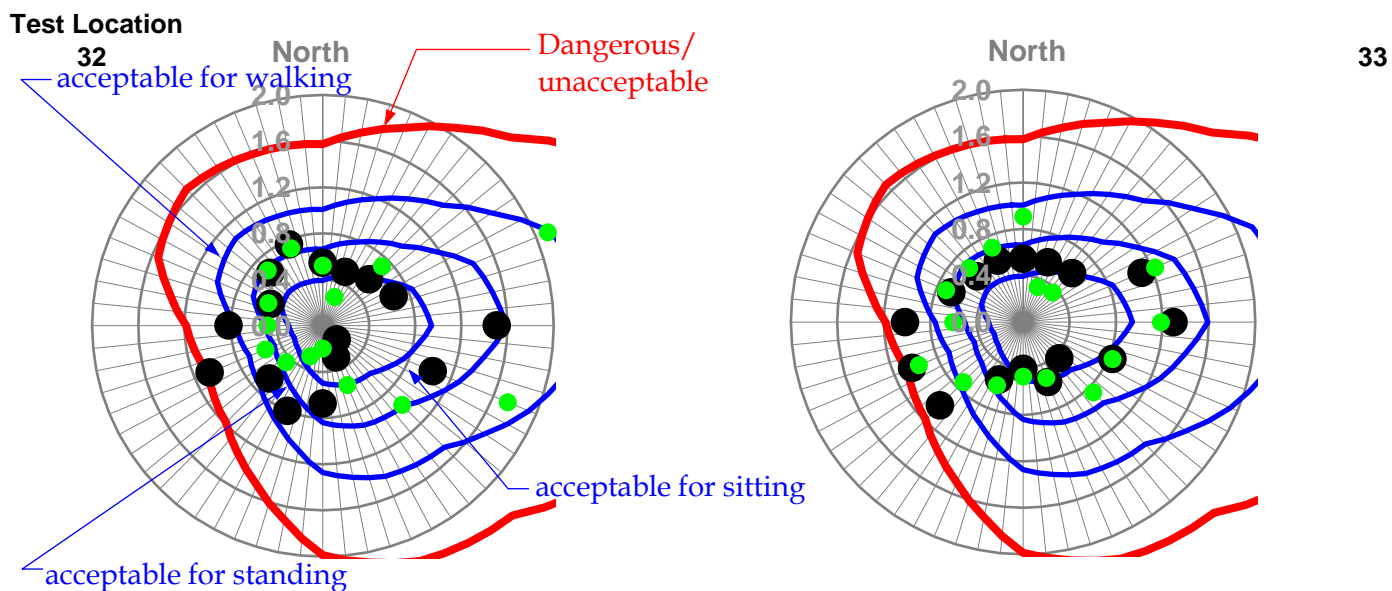 Test Location
32
North
Dangerous/
unacceptable
North
33
acceptable for walking
2.0
1.6
1.2
0.8
0.4
0.0
2.0
1.6
1.2
0.8
0.4
0.0
acceptable for sitting
acceptable for standing